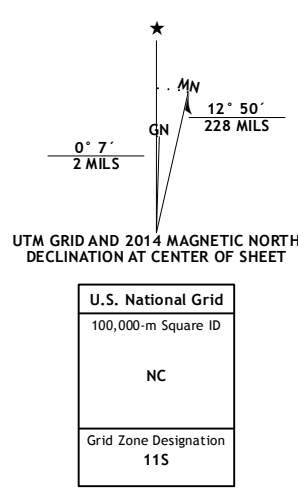 MN
12° 50´
228 MILS
GN
0° 7´
2 MILS
UTM GRID AND 2014 MAGNETIC NORTH
DECLINATION AT CENTER OF SHEET
U.S. National Grid
100,000-m Square ID
NC
Grid Zone Designation
11S